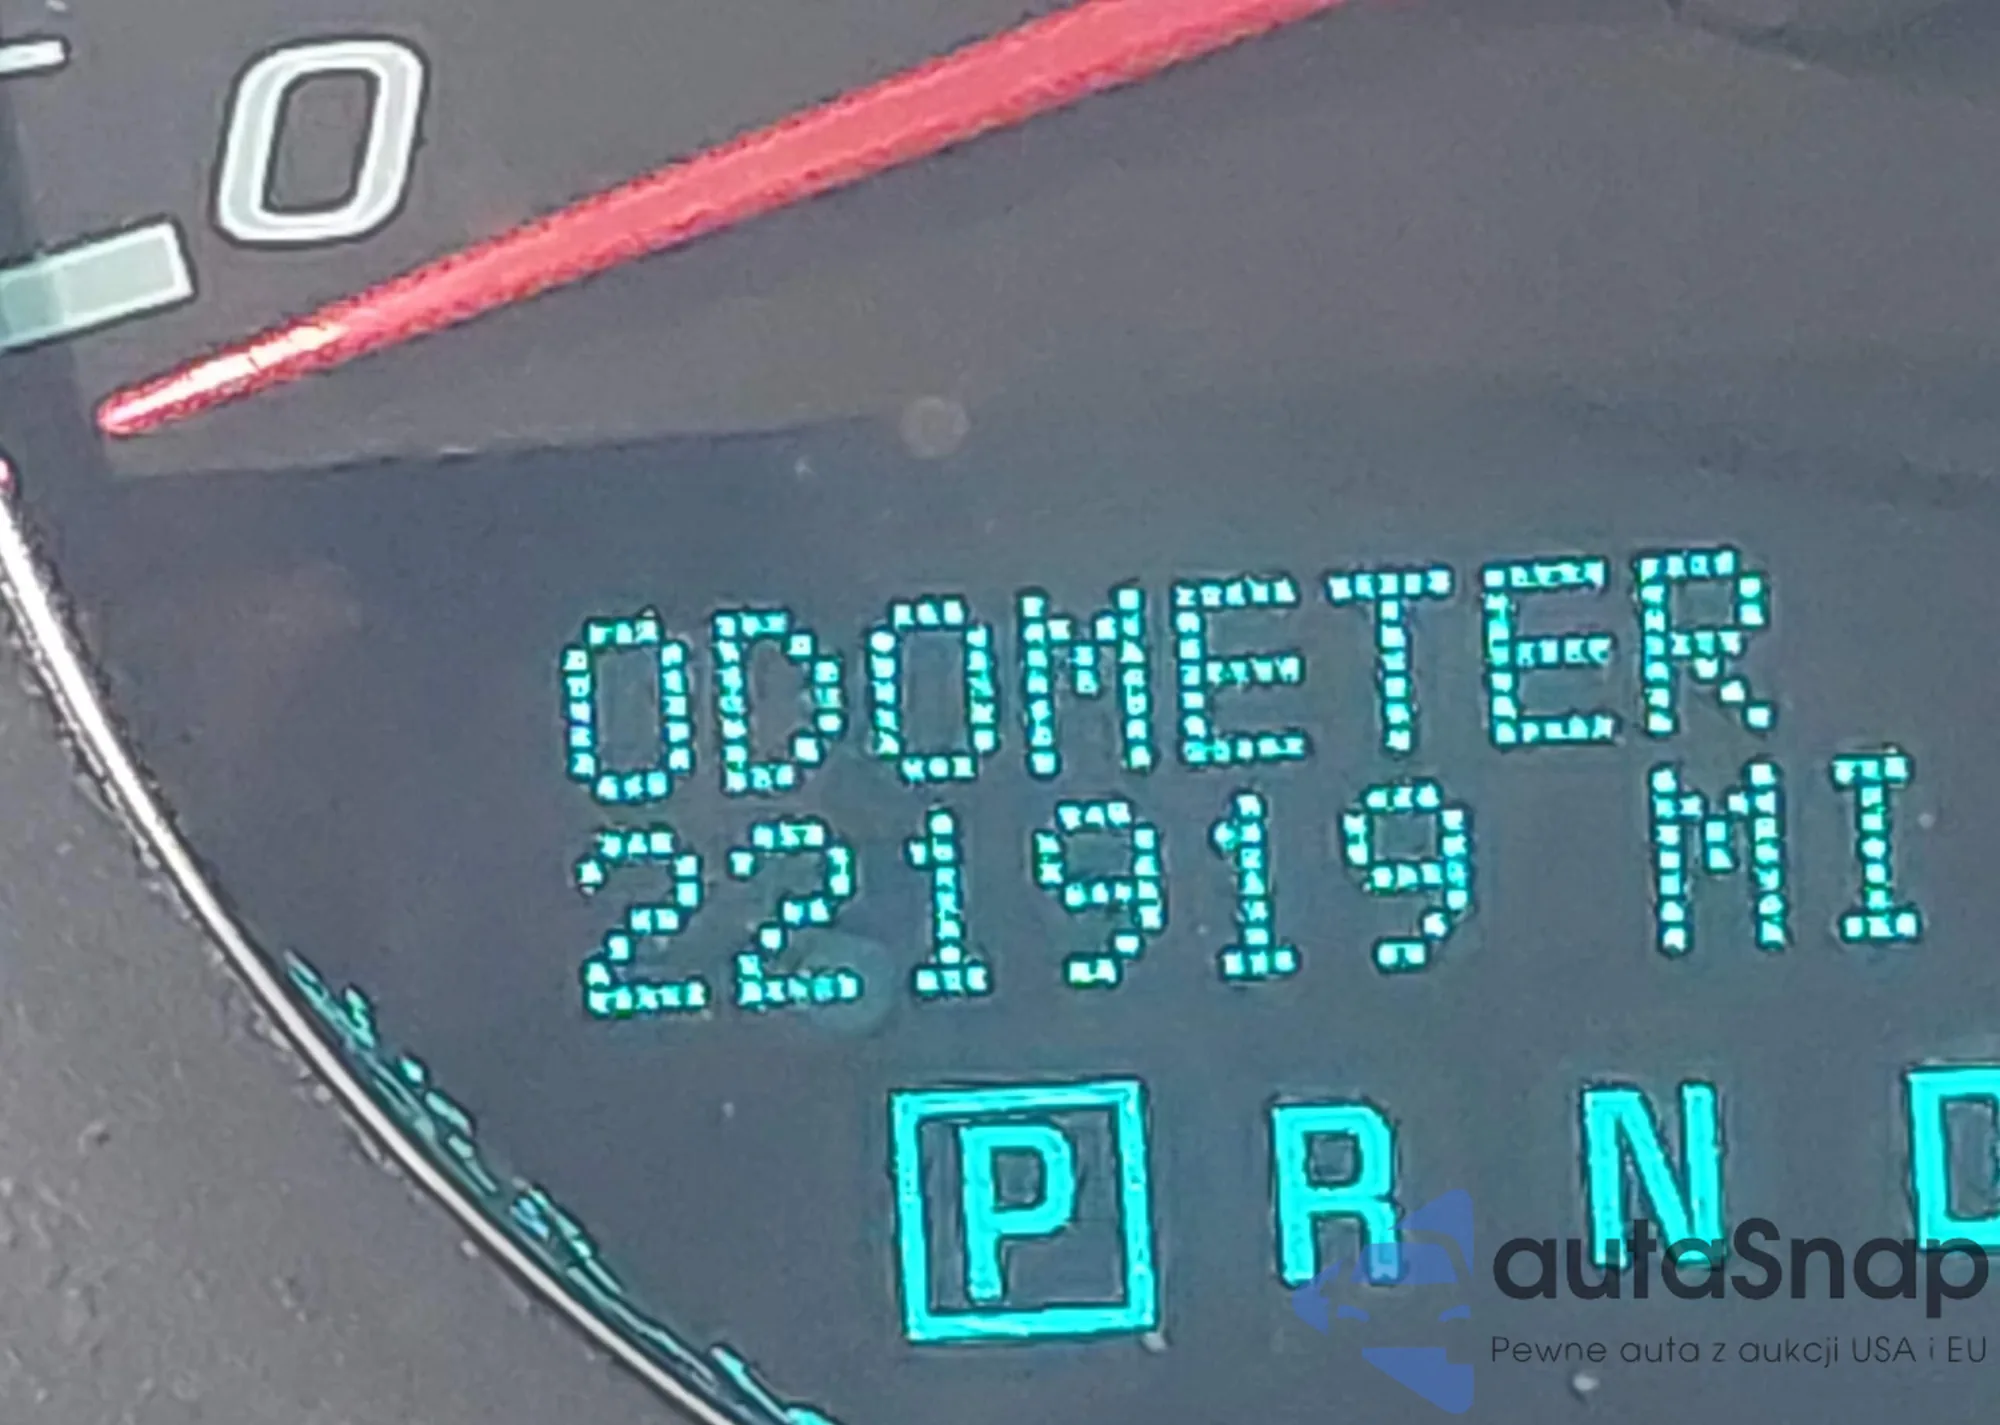 0
ODOMETER
221919 MI
P R N D
autaSnap
Pewne auta z aukcji USA i EU